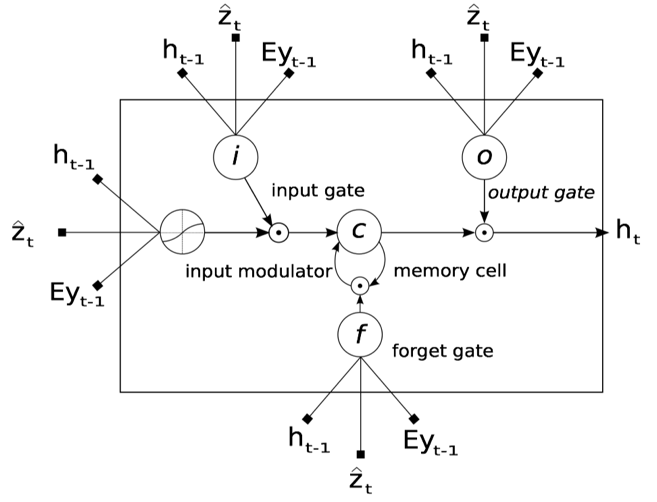 ẑt ẑt
ht-1 Eyt-1 ht-1 Eyt-1
i o
ht-1
input gate output gate
ẑt c ht
input modulator memory cell
Eyt-1
f
forget gate
ht-1 Eyt-1
ẑt